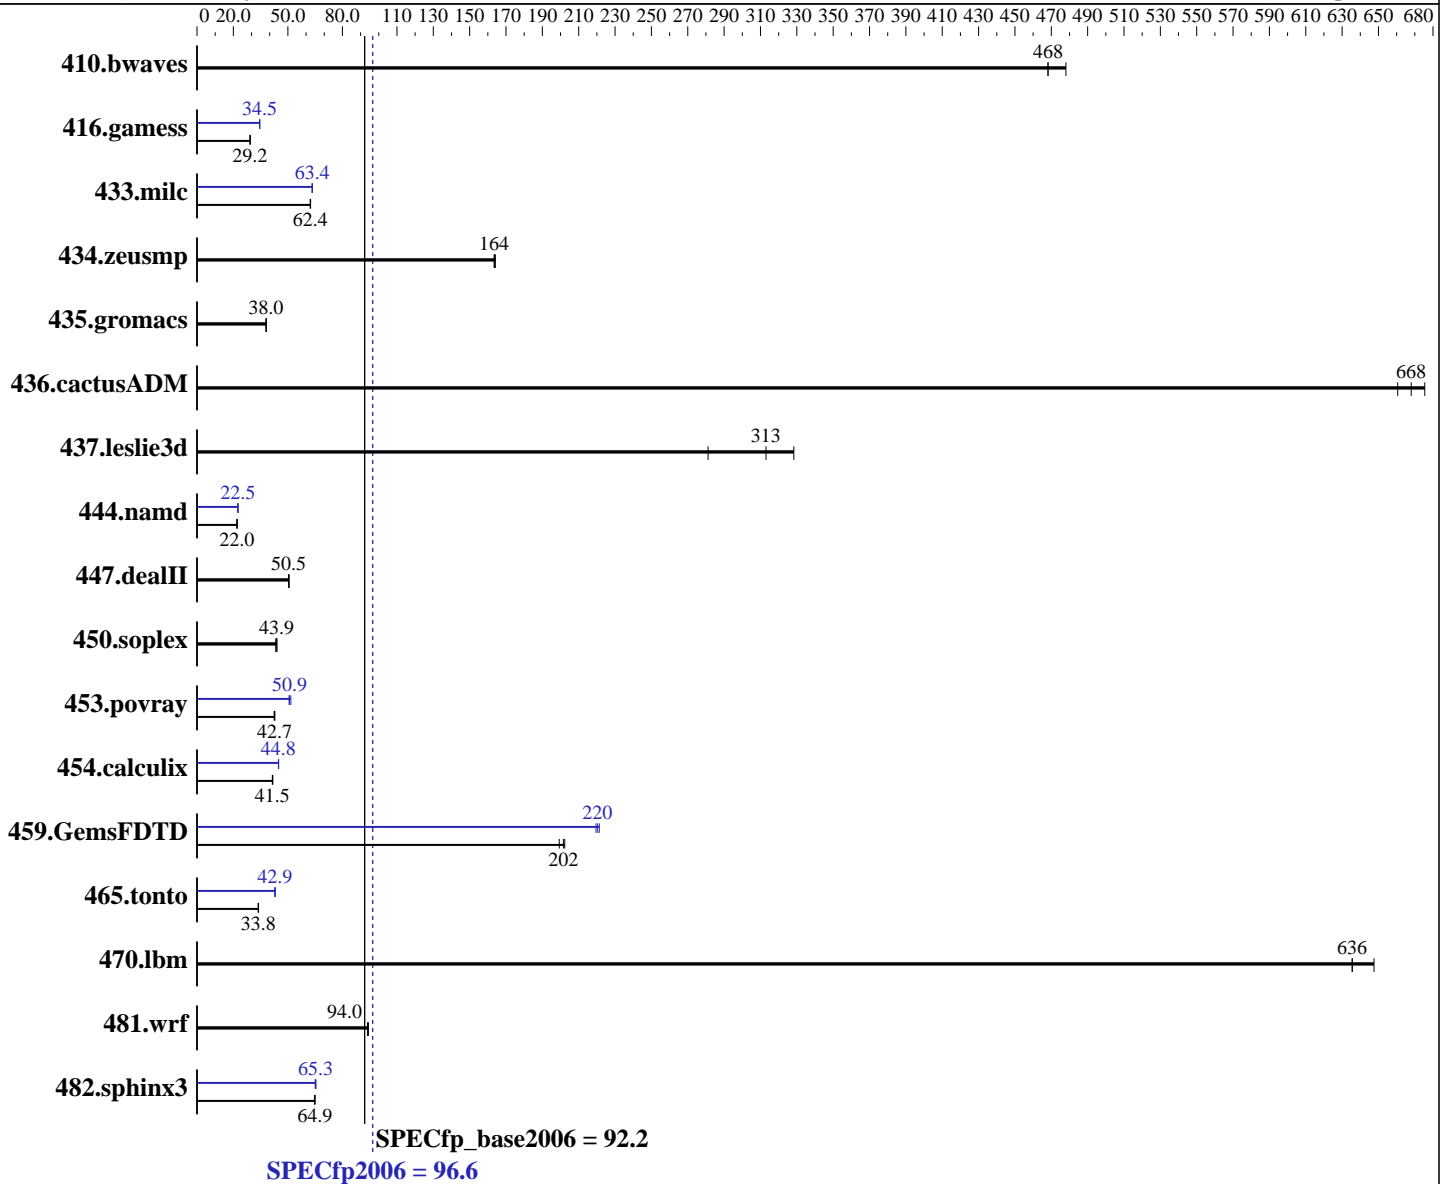 0 20.0 50.0 80.0 110 130 150 170 190 210 230 250 270 290 310 330 350 370 390 410 430 450 470 490 510 530 550 570 590 610 630 650 680
410.bwaves 468
416.gamess 34.5
29.2
433.milc 63.4
62.4
434.zeusmp 164
435.gromacs 38.0
436.cactusADM 668
437.leslie3d 313
444.namd 22.5
22.0
447.dealII 50.5
450.soplex 43.9
453.povray 50.9
42.7
454.calculix 44.8
41.5
459.GemsFDTD 220
202
465.tonto 42.9
33.8
470.lbm 636
481.wrf 94.0
482.sphinx3 65.3
64.9
SPECfp_base2006 = 92.2
SPECfp2006 = 96.6